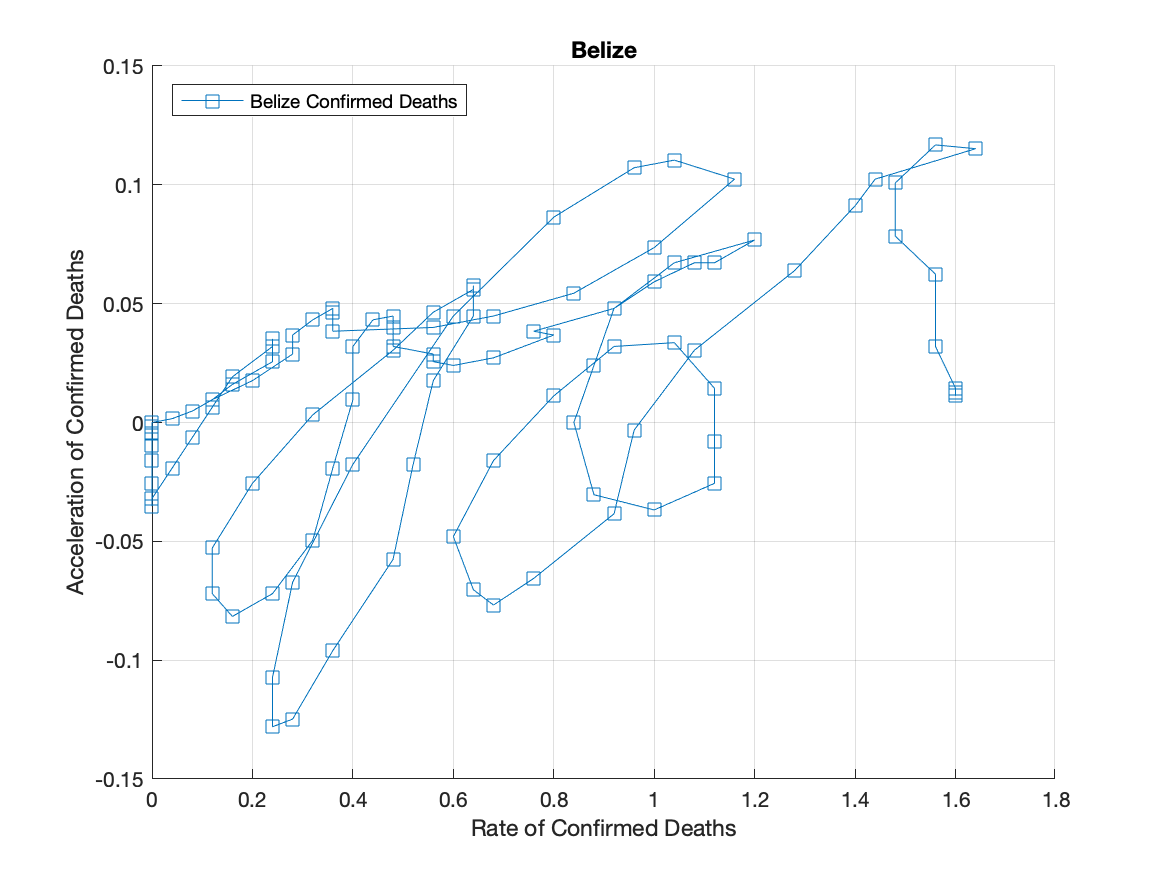 Belize
0.15
Belize Confirmed Deaths
0.1
0.05
0
-0.05
-0.1
-0.15
Acceleration of Confirmed Deaths
0 0.2 0.4 0.6 0.8 1 1.2 1.4 1.6 1.8
Rate of Confirmed Deaths